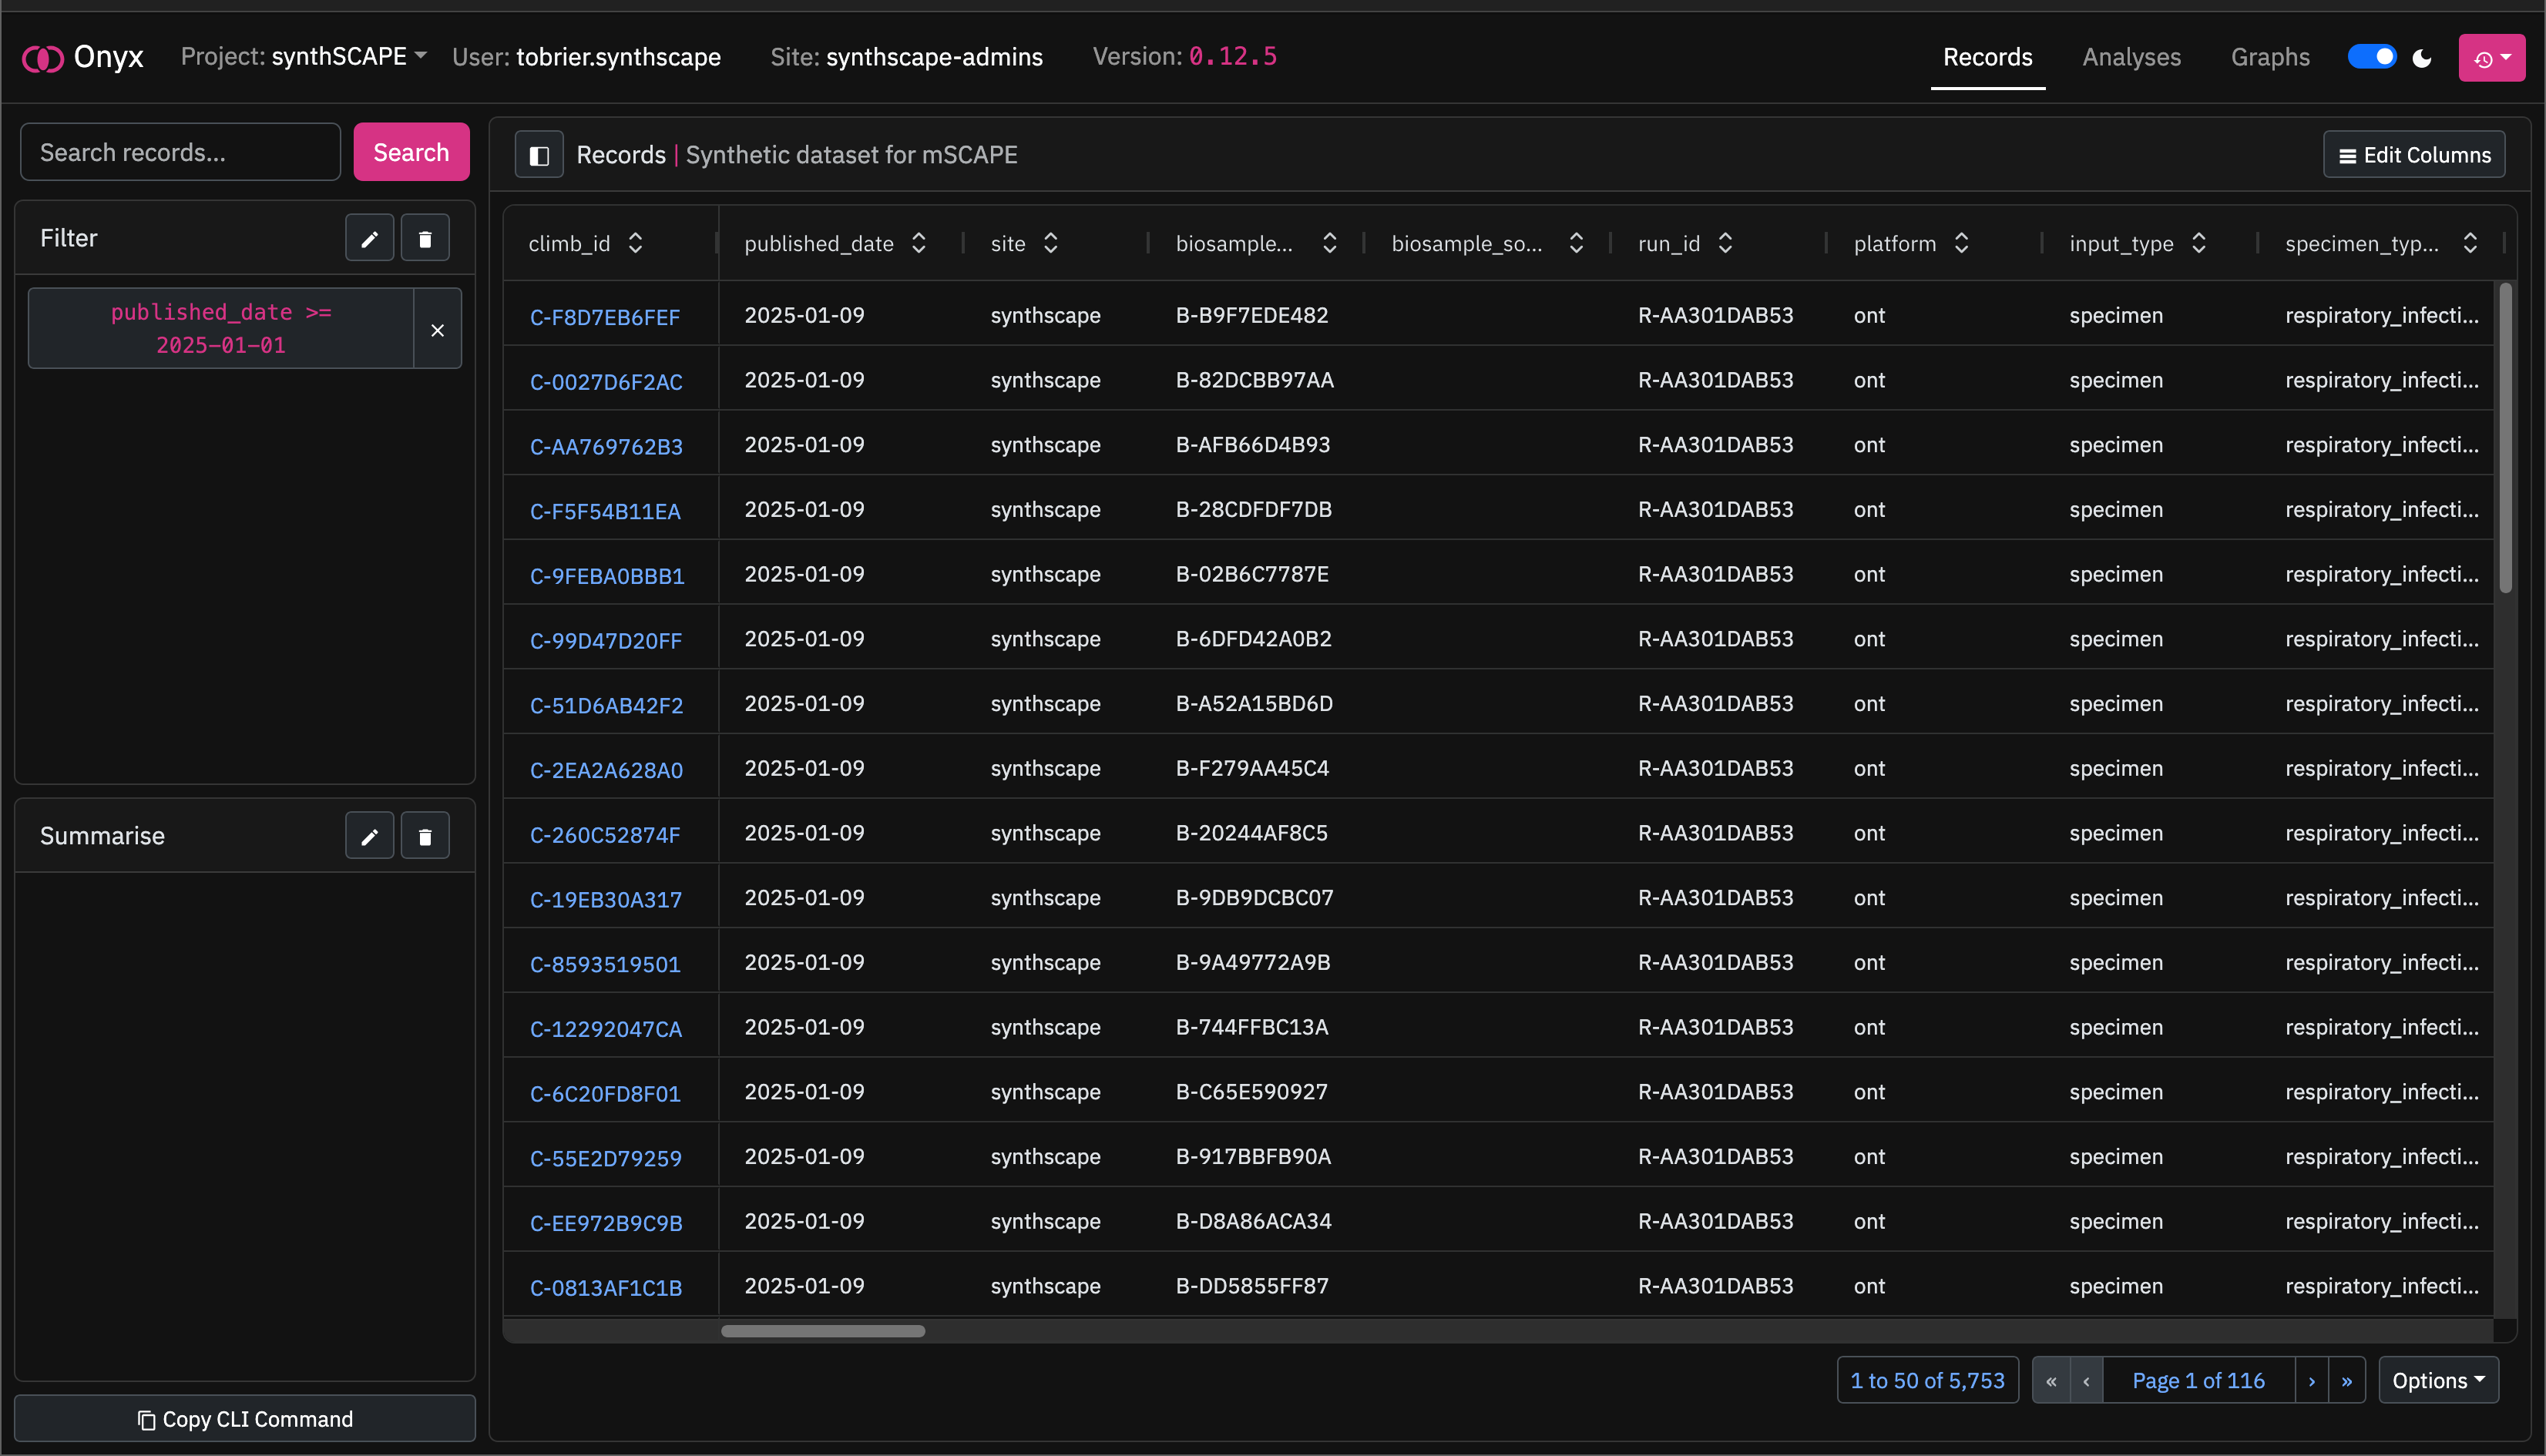 Onyx Project: synthSCAPE User: tobrier.synthscape Site: synthscape-admins Version: 0.12.5 Records Analyses Graphs
Search records... Search
Records | Synthetic dataset for mSCAPE Edit Columns
Filter
published_date >=
2025-01-01
Summarise
Copy CLI Command
climb_id published_date site biosample... biosample_so... run_id platform input_type specimen_typ...
C-F8D7EB6FEF 2025-01-09 synthscape B-B9F7EDE482 R-AA301DAB53 ont specimen respiratory_infecti...
C-0027D6F2AC 2025-01-09 synthscape B-82DCBB97AA R-AA301DAB53 ont specimen respiratory_infecti...
C-AA769762B3 2025-01-09 synthscape B-AFB66D4B93 R-AA301DAB53 ont specimen respiratory_infecti...
C-F5F54B11EA 2025-01-09 synthscape B-28CDFDF7DB R-AA301DAB53 ont specimen respiratory_infecti...
C-9FEBA0BBB1 2025-01-09 synthscape B-02B6C7787E R-AA301DAB53 ont specimen respiratory_infecti...
C-99D47D20FF 2025-01-09 synthscape B-6DFD42A0B2 R-AA301DAB53 ont specimen respiratory_infecti...
C-51D6AB42F2 2025-01-09 synthscape B-A52A15BD6D R-AA301DAB53 ont specimen respiratory_infecti...
C-2EA2A628A0 2025-01-09 synthscape B-F279AA45C4 R-AA301DAB53 ont specimen respiratory_infecti...
C-260C52874F 2025-01-09 synthscape B-20244AF8C5 R-AA301DAB53 ont specimen respiratory_infecti...
C-19EB30A317 2025-01-09 synthscape B-9DB9DCBC07 R-AA301DAB53 ont specimen respiratory_infecti...
C-8593519501 2025-01-09 synthscape B-9A49772A9B R-AA301DAB53 ont specimen respiratory_infecti...
C-12292047CA 2025-01-09 synthscape B-744FFBC13A R-AA301DAB53 ont specimen respiratory_infecti...
C-6C20FD8F01 2025-01-09 synthscape B-C65E590927 R-AA301DAB53 ont specimen respiratory_infecti...
C-55E2D79259 2025-01-09 synthscape B-917BBFB90A R-AA301DAB53 ont specimen respiratory_infecti...
C-EE972B9C9B 2025-01-09 synthscape B-D8A86ACA34 R-AA301DAB53 ont specimen respiratory_infecti...
C-0813AF1C1B 2025-01-09 synthscape B-DD5855FF87 R-AA301DAB53 ont specimen respiratory_infecti...
1 to 50 of 5,753 « ‹ Page 1 of 116 › » Options